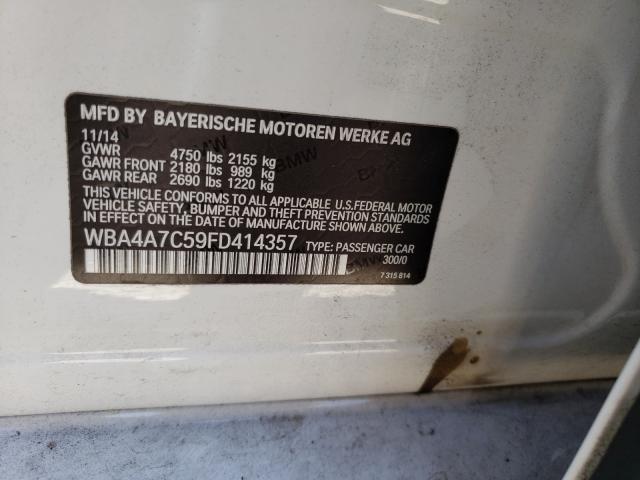 MFD BY BAYERISCHE MOTOREN WERKE AG
11/14
GVWR 4750 lbs 2155 kg
GAWR FRONT 2180 lbs 989 kg
GAWR REAR 2690 lbs 1220 kg
THIS VEHICLE CONFORMS TO ALL APPLICABLE U.S.FEDERAL MOTOR
VEHICLE SAFETY, BUMPER AND THEFT PREVENTION STANDARDS
IN EFFECT ON THE DATE OF MANUFACTURE SHOWN ABOVE.
WBA4A7C59FD414357 TYPE: PASSENGER CAR
300/0
7 315 814